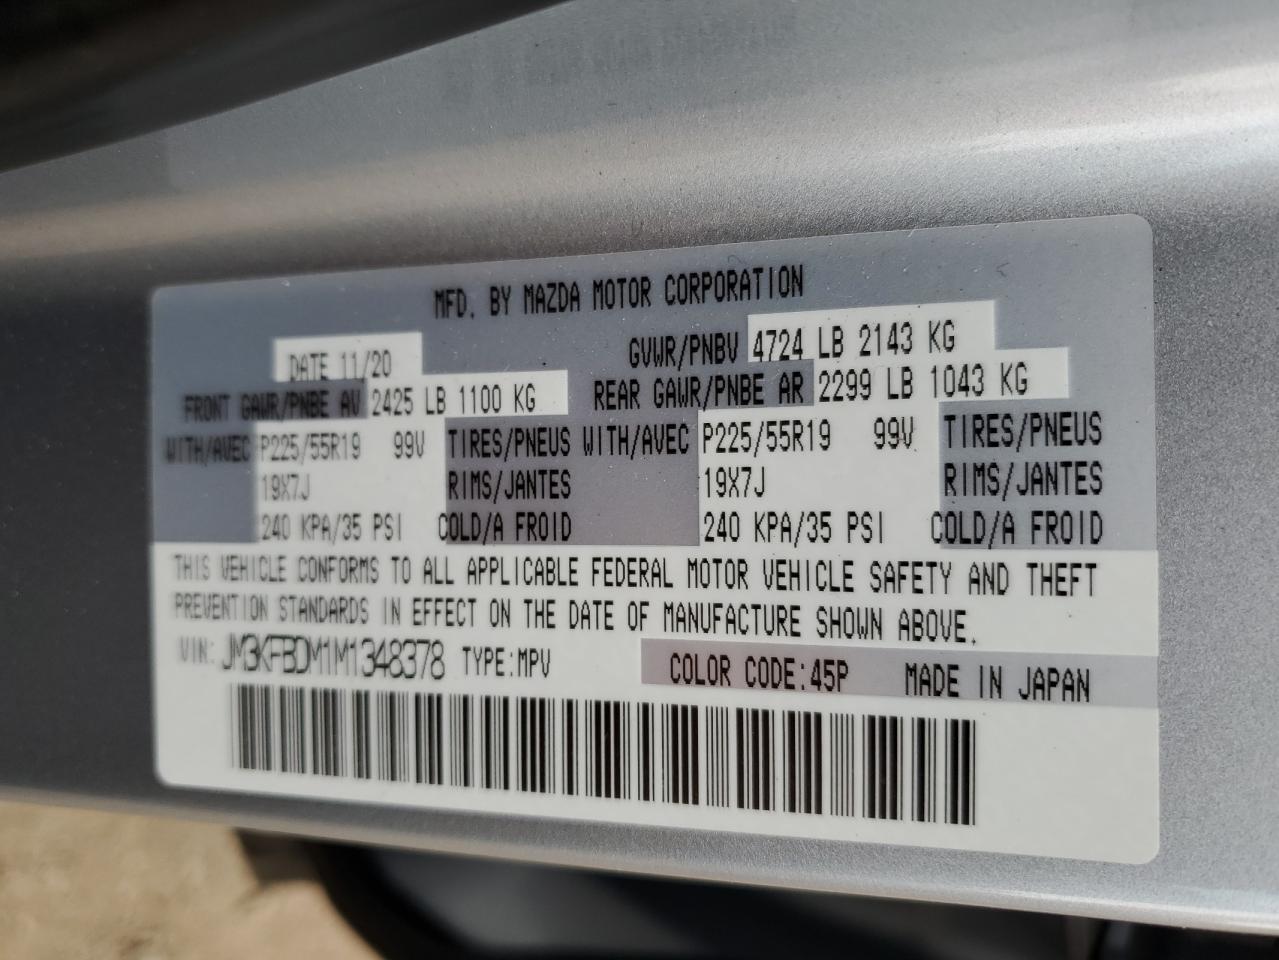 MFD. BY MAZDA MOTOR CORPORATION
DATE 11/20 GVWR/PNBV 4724 LB 2143 KG
FRONT GAWR/PNBE AV 2425 LB 1100 KG REAR GAWR/PNBE AR 2299 LB 1043 KG
WITH/AVEC P225/55R19 99V TIRES/PNEUS WITH/AVEC P225/55R19 99V TIRES/PNEUS
19X7J RIMS/JANTES 19X7J RIMS/JANTES
240 KPA/35 PSI COLD/A FROID 240 KPA/35 PSI COLD/A FROID
THIS VEHICLE CONFORMS TO ALL APPLICABLE FEDERAL MOTOR VEHICLE SAFETY AND THEFT
PREVENTION STANDARDS IN EFFECT ON THE DATE OF MANUFACTURE SHOWN ABOVE.
VIN: JM3KFBDM1M1348378 TYPE:MPV COLOR CODE:45P MADE IN JAPAN